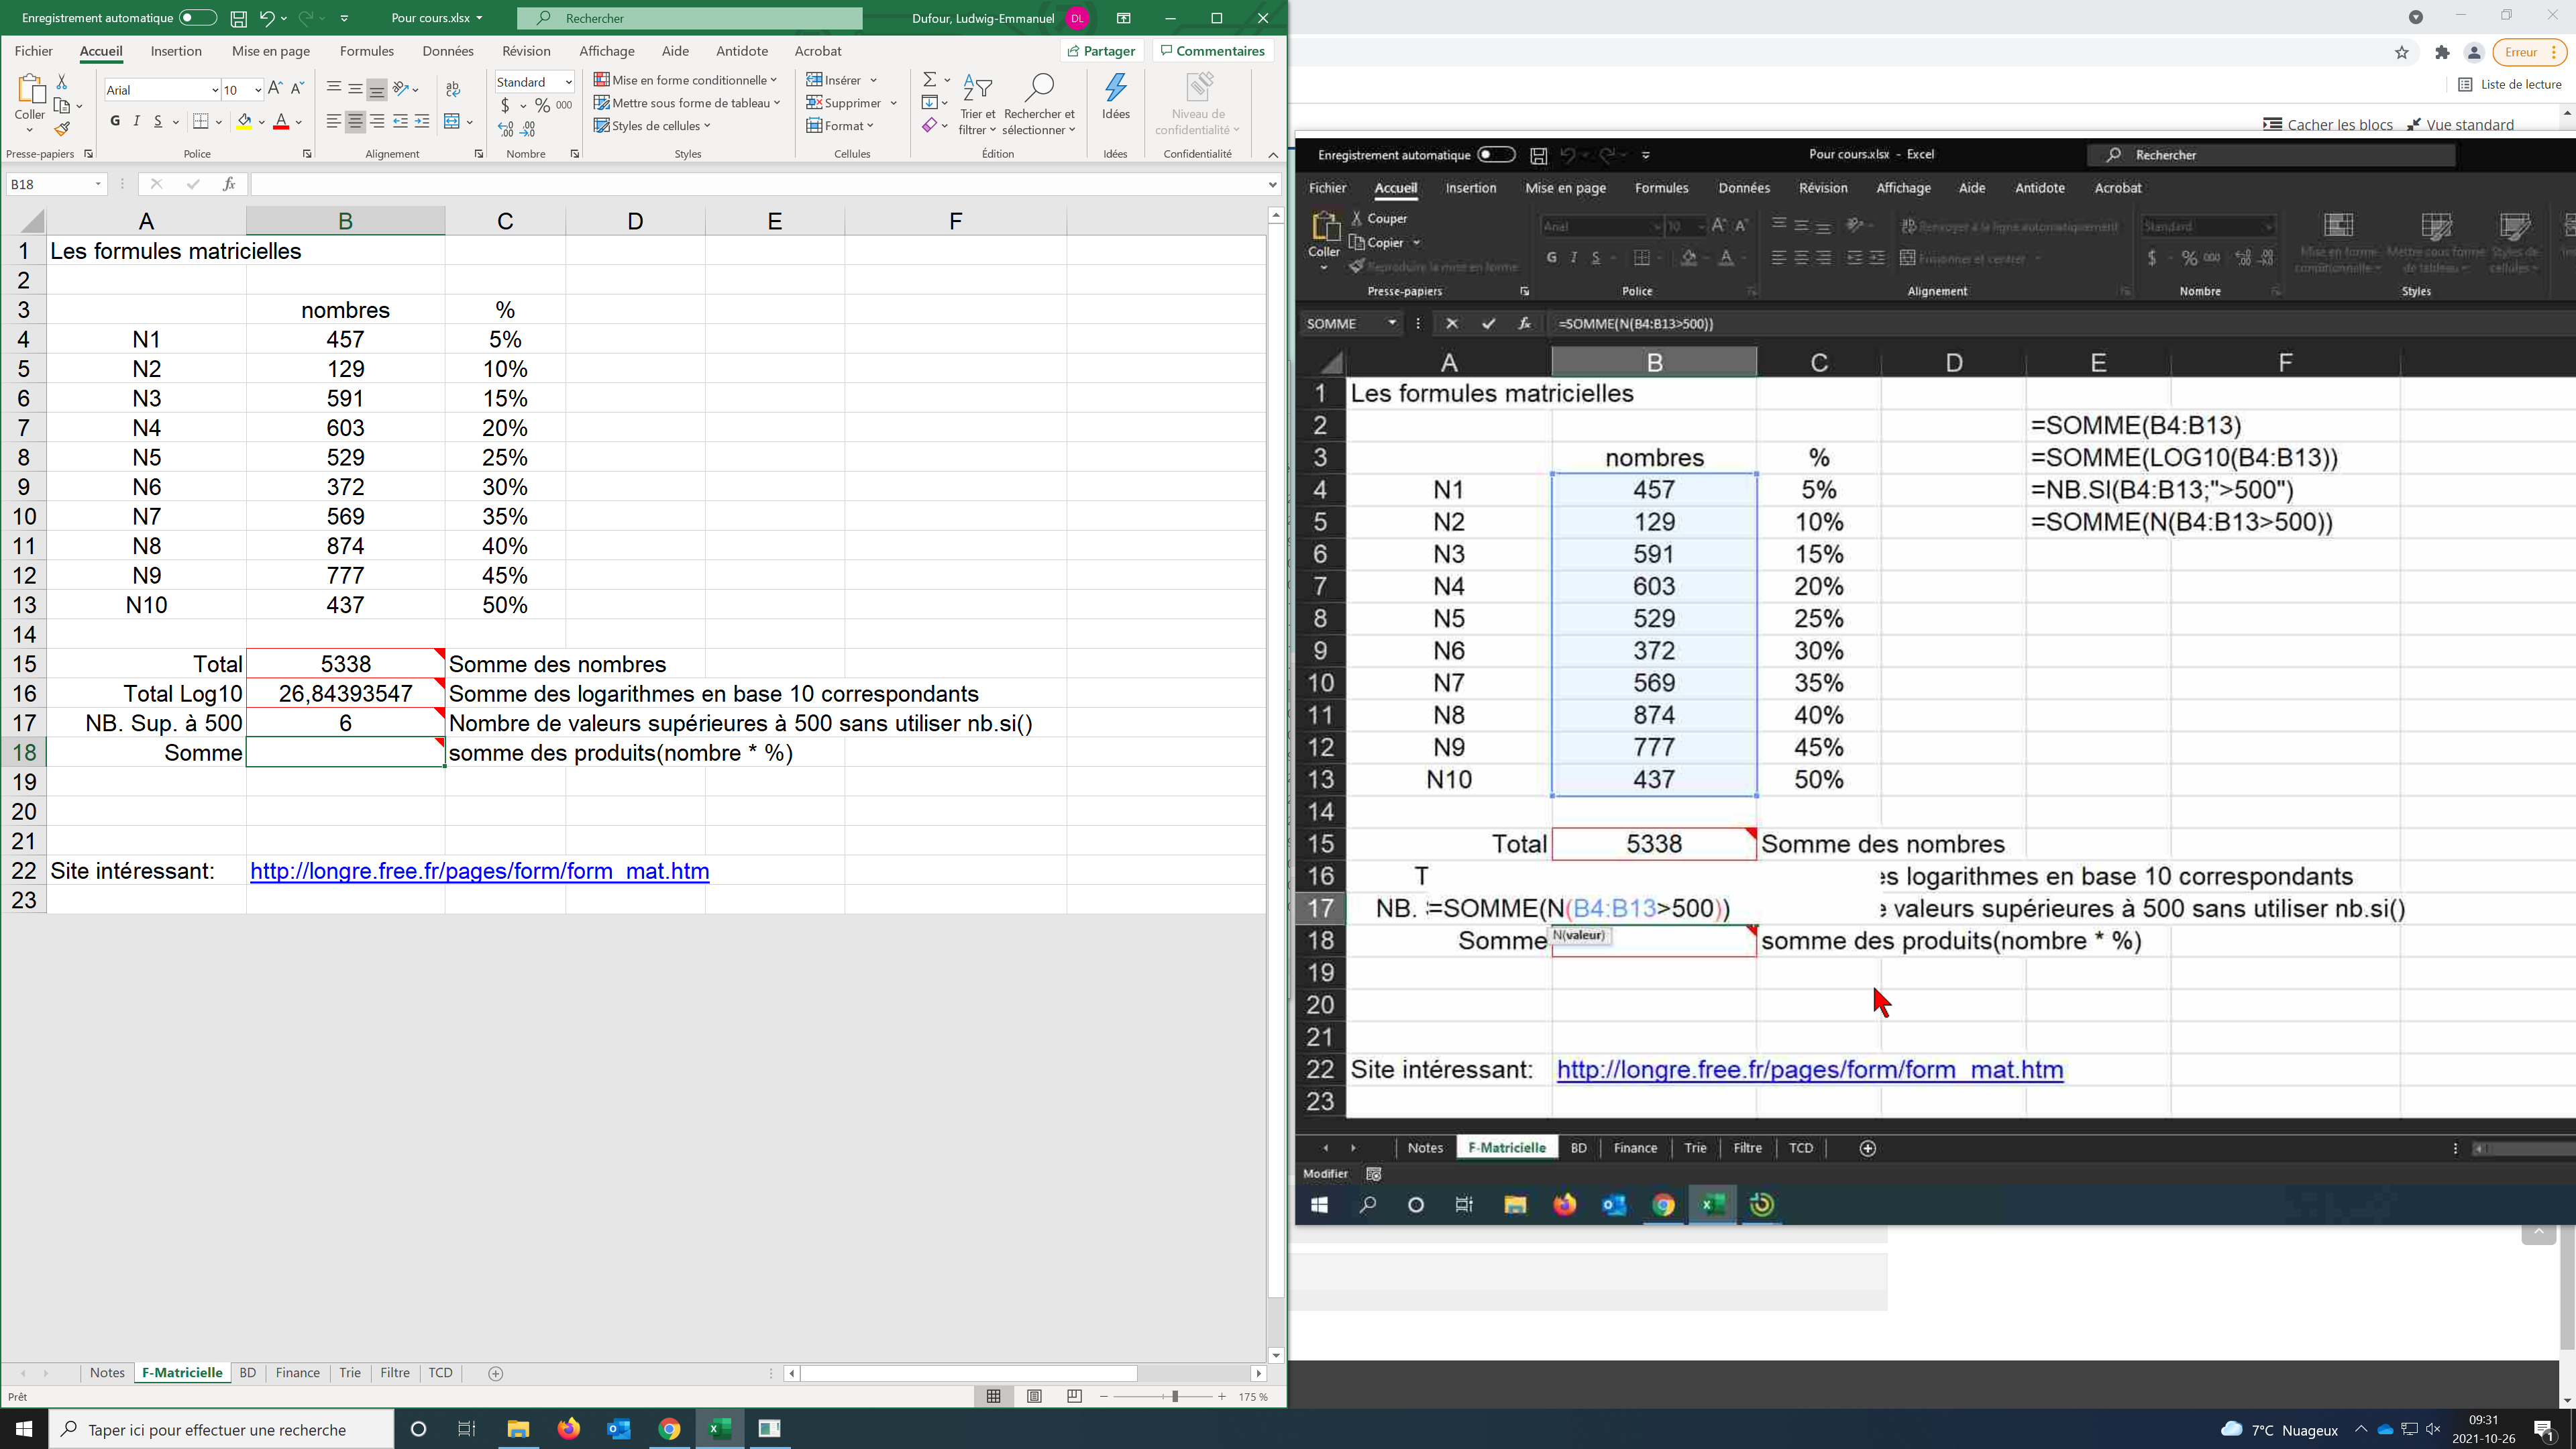 Enregistrement automatique
Pour cours.xlsx
Rechercher
Dufour, Ludwig-Emmanuel
DL
Fichier Accueil Insertion Mise en page Formules Données Révision Affichage Aide Antidote Acrobat
Partager Commentaires
Coller
Arial 10
G I S
Standard
$ % 000
Mise en forme conditionnelle
Mettre sous forme de tableau
Styles de cellules
Insérer
Supprimer
Format
Trier et filtrer
Rechercher et sélectionner
Idées
Niveau de confidentialité
Presse-papiers Police Alignement Nombre Styles Cellules Édition Idées Confidentialité
B18 fx
A B C D E F
1 Les formules matricielles
2
3 nombres %
4 N1 457 5%
5 N2 129 10%
6 N3 591 15%
7 N4 603 20%
8 N5 529 25%
9 N6 372 30%
10 N7 569 35%
11 N8 874 40%
12 N9 777 45%
13 N10 437 50%
14
15 Total 5338 Somme des nombres
16 Total Log10 26,84393547 Somme des logarithmes en base 10 correspondants
17 NB. Sup. à 500 6 Nombre de valeurs supérieures à 500 sans utiliser nb.si()
18 Somme somme des produits(nombre * %)
19
20
21
22 Site intéressant: http://longre.free.fr/pages/form/form_mat.htm
23
Notes F-Matricielle BD Finance Trie Filtre TCD
Prêt
175 %
Erreur
Liste de lecture
Cacher les blocs Vue standard
Enregistrement automatique
Pour cours.xlsx - Excel
Rechercher
Fichier Accueil Insertion Mise en page Formules Données Révision Affichage Aide Antidote Acrobat
Coller
Couper
Copier
Reproduire la mise en forme
Arial 10
G I S
Renvoyer à la ligne automatiquement
Fusionner et centrer
Standard
$ % 000
Mise en forme conditionnelle
Mettre sous forme de tableau
Styles de cellules
Presse-papiers Police Alignement Nombre Styles
SOMME fx =SOMME(N(B4:B13>500))
A B C D E F
1 Les formules matricielles
2 =SOMME(B4:B13)
3 nombres % =SOMME(LOG10(B4:B13))
4 N1 457 5% =NB.SI(B4:B13;">500")
5 N2 129 10% =SOMME(N(B4:B13>500))
6 N3 591 15%
7 N4 603 20%
8 N5 529 25%
9 N6 372 30%
10 N7 569 35%
11 N8 874 40%
12 N9 777 45%
13 N10 437 50%
14
15 Total 5338 Somme des nombres
16 T es logarithmes en base 10 correspondants
17 NB. =SOMME(N(B4:B13>500)) e valeurs supérieures à 500 sans utiliser nb.si()
18 Somme N(valeur) somme des produits(nombre * %)
19
20
21
22 Site intéressant: http://longre.free.fr/pages/form/form_mat.htm
23
Notes F-Matricielle BD Finance Trie Filtre TCD
Modifier
Taper ici pour effectuer une recherche
7°C Nuageux
09:31
2021-10-26
1